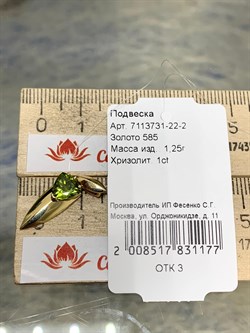 Подвеска
Арт. 7113731-22-2
Золото 585
Масса изд. 1,25г
Хризолит 1ct
Производитель ИП Фесенко С.Г.
Москва, ул. Орджоникидзе, д. 11
2 008517 831177
ОТК 3